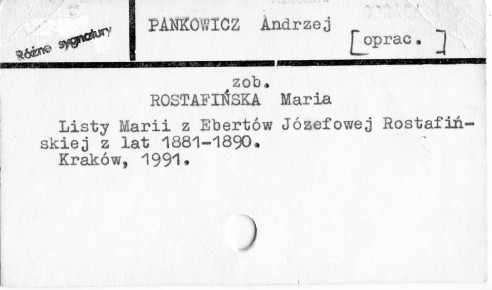 Różne sygnatury
PANKOWICZ Andrzej
[oprac.]
zob.
ROSTAFIŃSKA Maria
Listy Marii z Ebertów Józefowej Rostafiń-
skiej z lat 1881-1890.
Kraków, 1991.